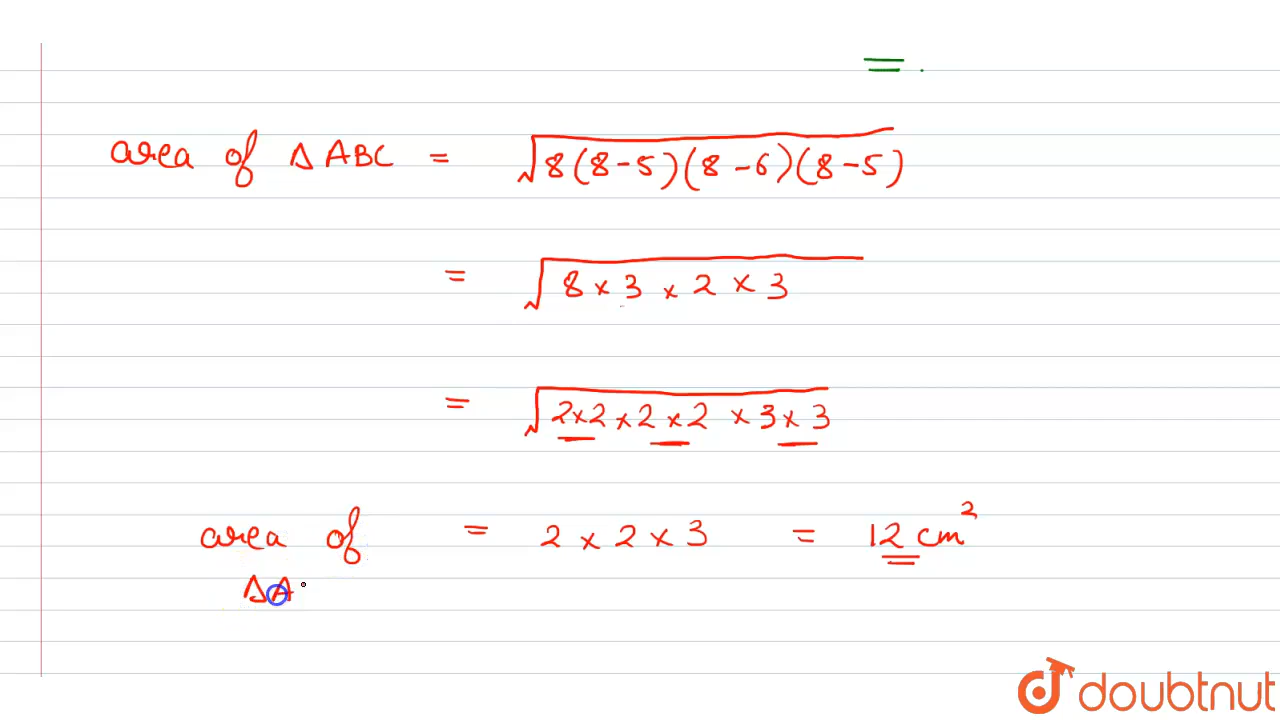 = .
area of Δ ABC = √8(8-5)(8-6)(8-5)
= √8 × 3 × 2 × 3
= √2×2 × 2 × 2 × 3 × 3
area of = 2 × 2 × 3 = 12 cm²
ΔA
doubtnut